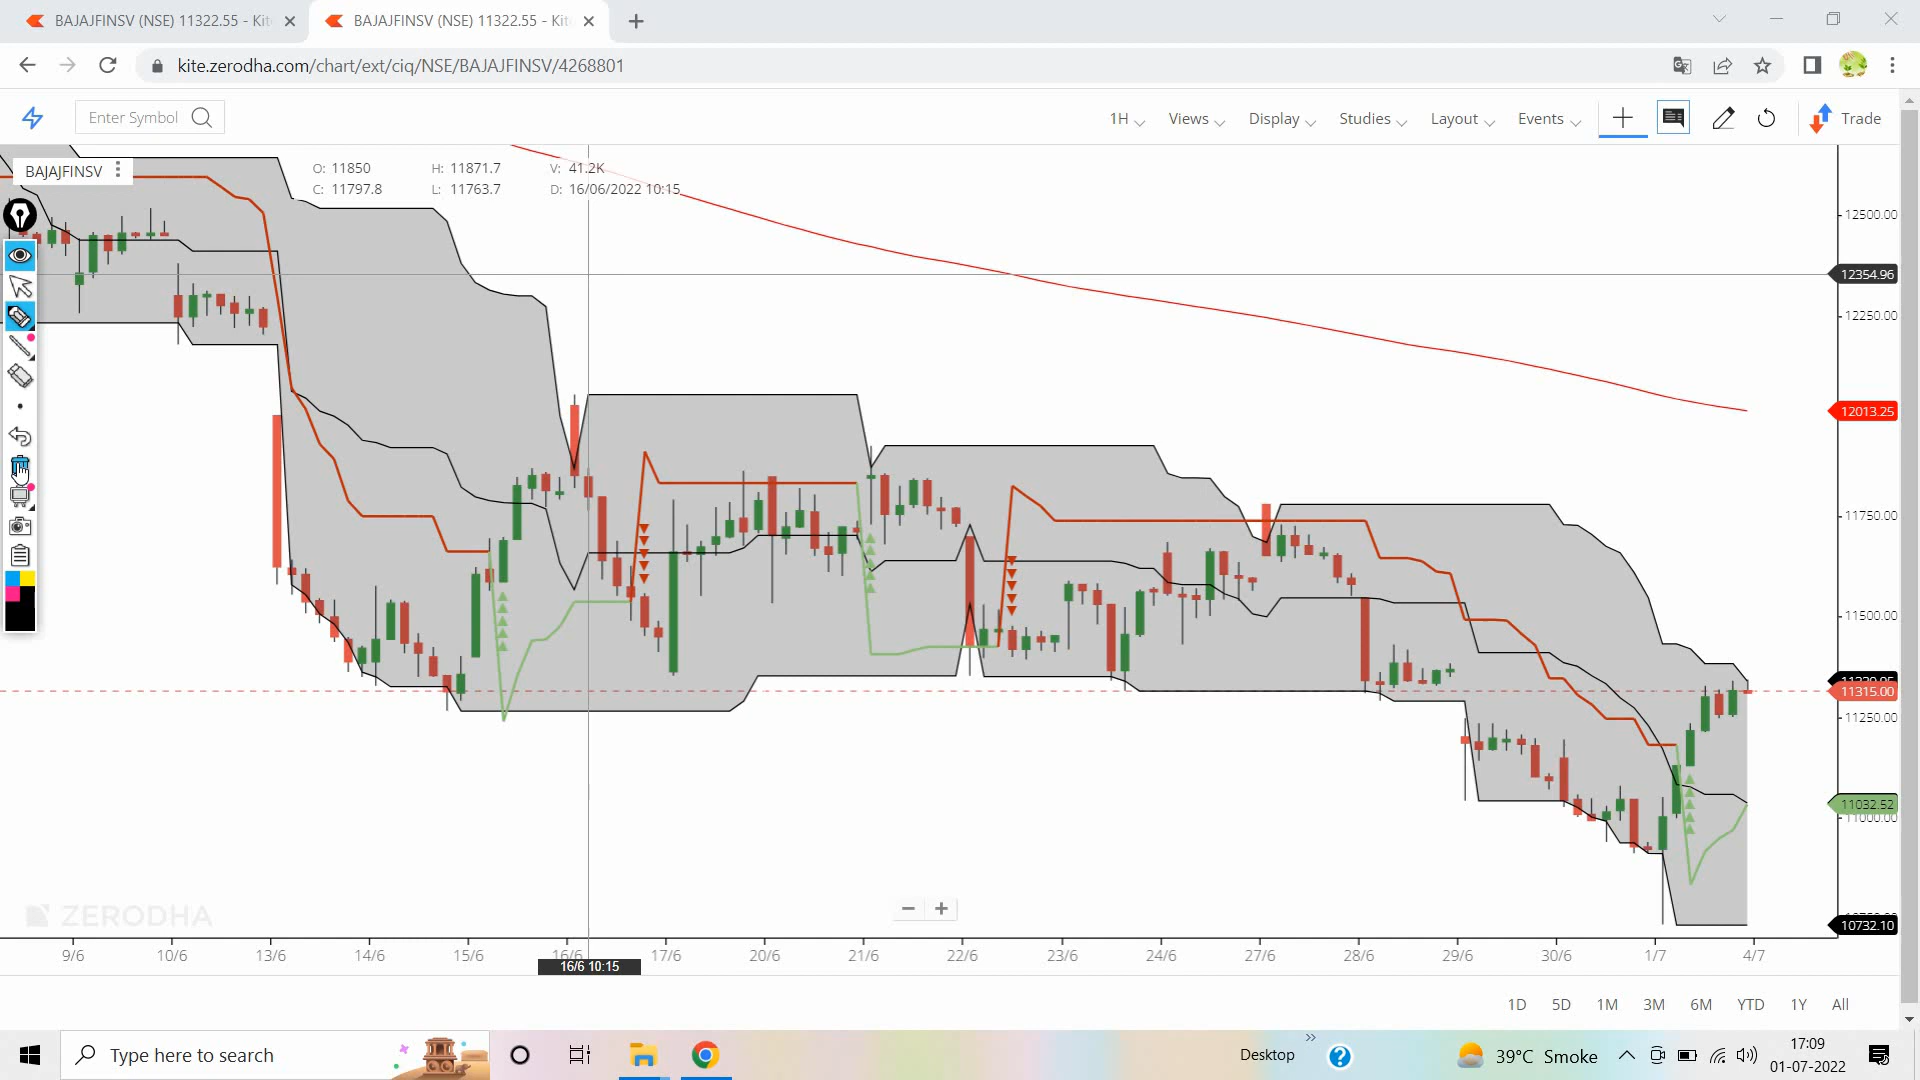 BAJAJFINSV (NSE) 11322.55 - Kit
BAJAJFINSV (NSE) 11322.55 - Kit
kite.zerodha.com/chart/ext/ciq/NSE/BAJAJFINSV/4268801
Enter Symbol
1H
Views
Display
Studies
Layout
Events
Trade
BAJAJFINSV
O: 11850 H: 11871.7 V: 41.2K
C: 11797.8 L: 11763.7 D: 16/06/2022 10:15
12500.00
12354.96
12250.00
12013.25
11750.00
11500.00
11315.00
11250.00
11032.52
11000.00
10732.10
ZERODHA
9/6 10/6 13/6 14/6 15/6 16/6 17/6 20/6 21/6 22/6 23/6 24/6 27/6 28/6 29/6 30/6 1/7 4/7
16/6 10:15
1D 5D 1M 3M 6M YTD 1Y All
Type here to search
Desktop
39°C Smoke
17:09
01-07-2022